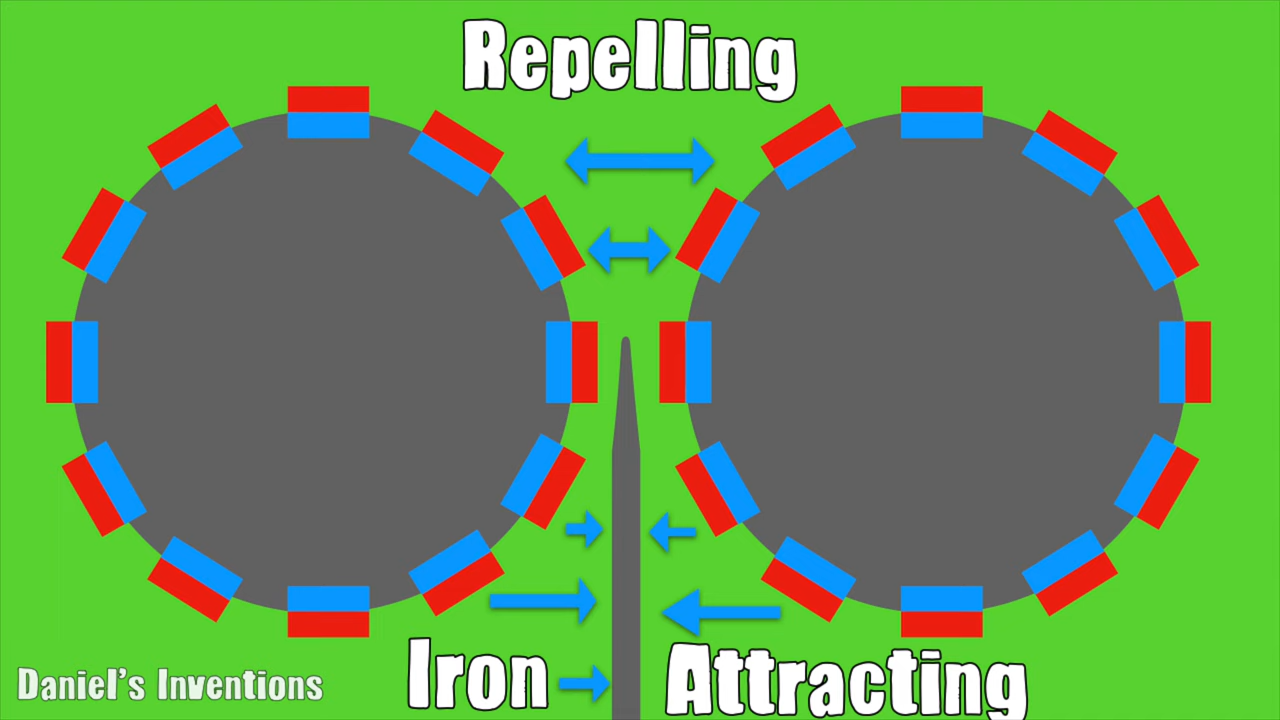 Repelling
Iron
Attracting
Daniel's Inventions